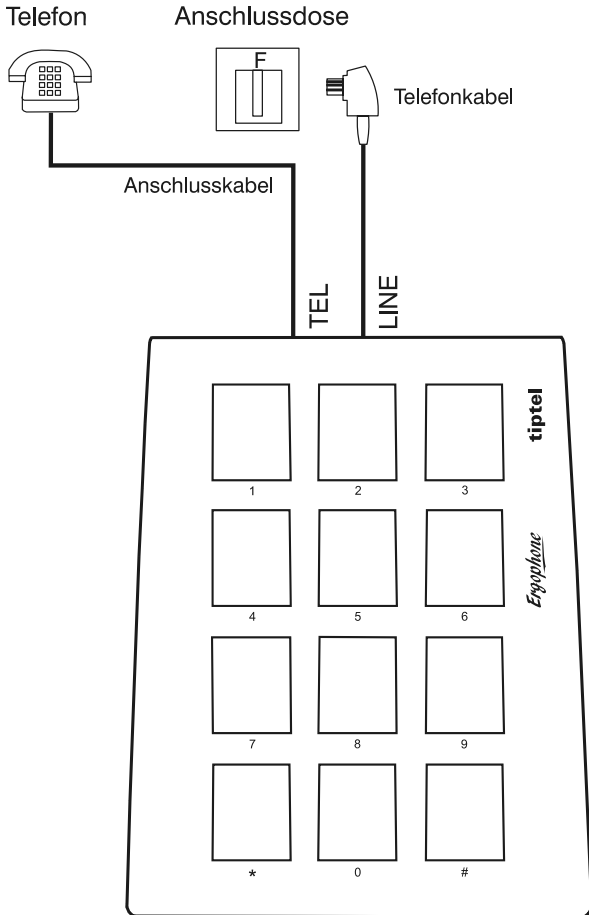 Telefon Anschlussdose
F
Telefonkabel
Anschlusskabel
TEL
LINE
tiptel
1 2 3
Ergophone
4 5 6
7 8 9
* 0 #